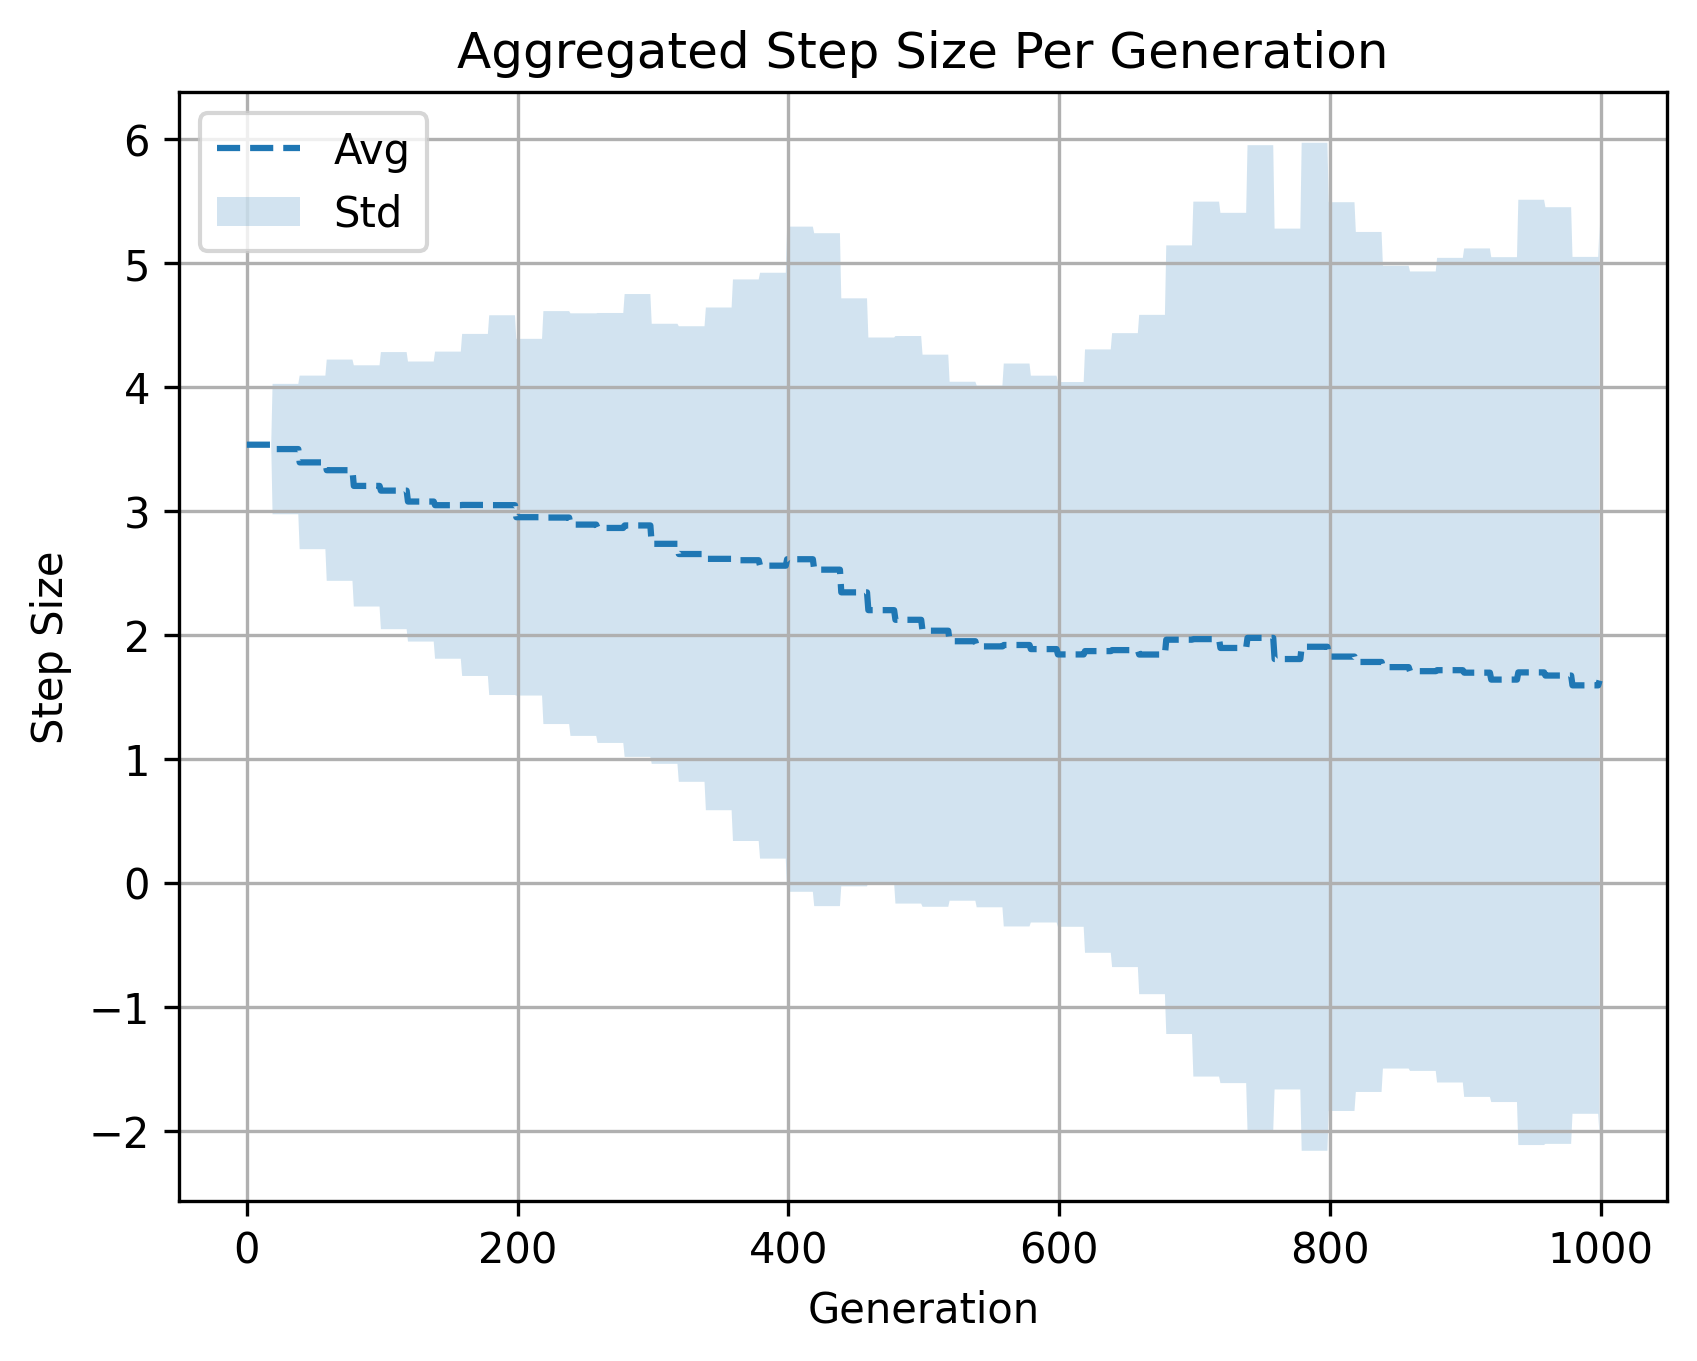 Aggregated Step Size Per Generation
Avg
Std
6
5
4
3
2
1
0
−1
−2
Step Size
0 200 400 600 800 1000
Generation